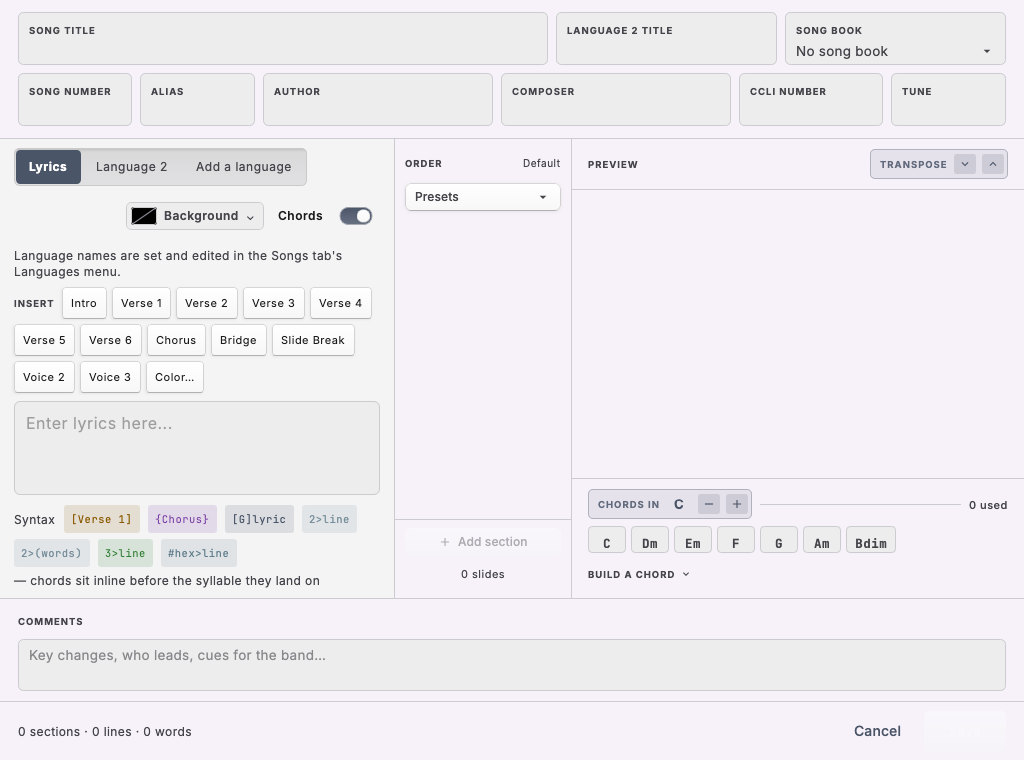 SONG TITLE
LANGUAGE 2 TITLE
SONG BOOK
No song book
SONG NUMBER
ALIAS
AUTHOR
COMPOSER
CCLI NUMBER
TUNE
Lyrics
Language 2
Add a language
Background
Chords
Language names are set and edited in the Songs tab's
Languages menu.
INSERT
Intro
Verse 1
Verse 2
Verse 3
Verse 4
Verse 5
Verse 6
Chorus
Bridge
Slide Break
Voice 2
Voice 3
Color...
Enter lyrics here...
Syntax
[Verse 1]
{Chorus}
[G]lyric
2>line
2>(words)
3>line
#hex>line
— chords sit inline before the syllable they land on
ORDER
Default
Presets
+ Add section
0 slides
PREVIEW
TRANSPOSE
CHORDS IN C − +
0 used
C
Dm
Em
F
G
Am
Bdim
BUILD A CHORD
COMMENTS
Key changes, who leads, cues for the band...
0 sections · 0 lines · 0 words
Cancel